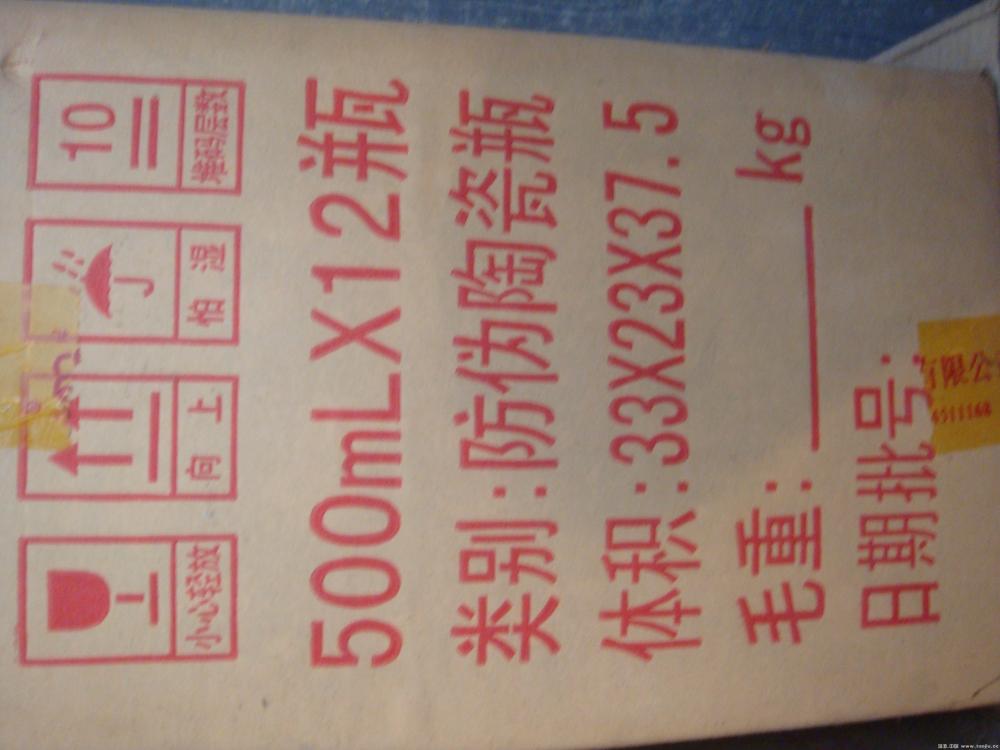 小心轻放
向上
怕湿
10
堆码层数
500mLX12瓶
类别:防伪陶瓷瓶
体积:33X23X37.5
毛重: kg
日期批号:
限公